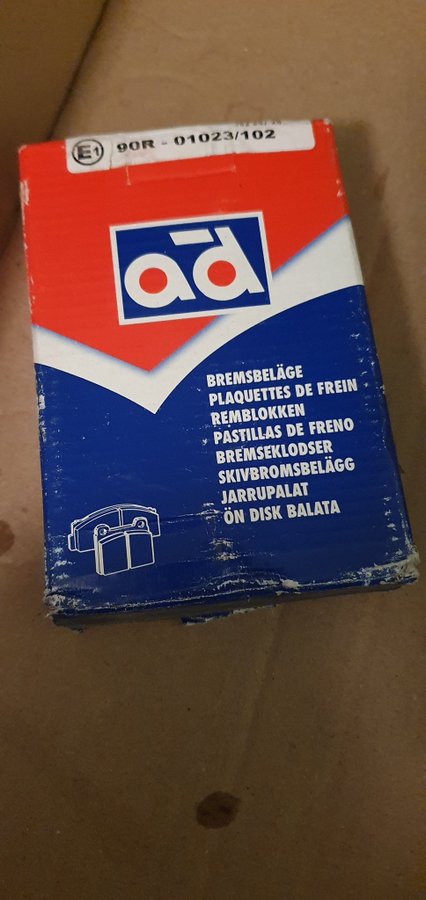 E1 90R - 01023/102
ad
BREMSBELÄGE
PLAQUETTES DE FREIN
REMBLOKKEN
PASTILLAS DE FRENO
BREMSEKLODSER
SKIVBROMSBELÄGG
JARRUPALAT
ÖN DISK BALATA